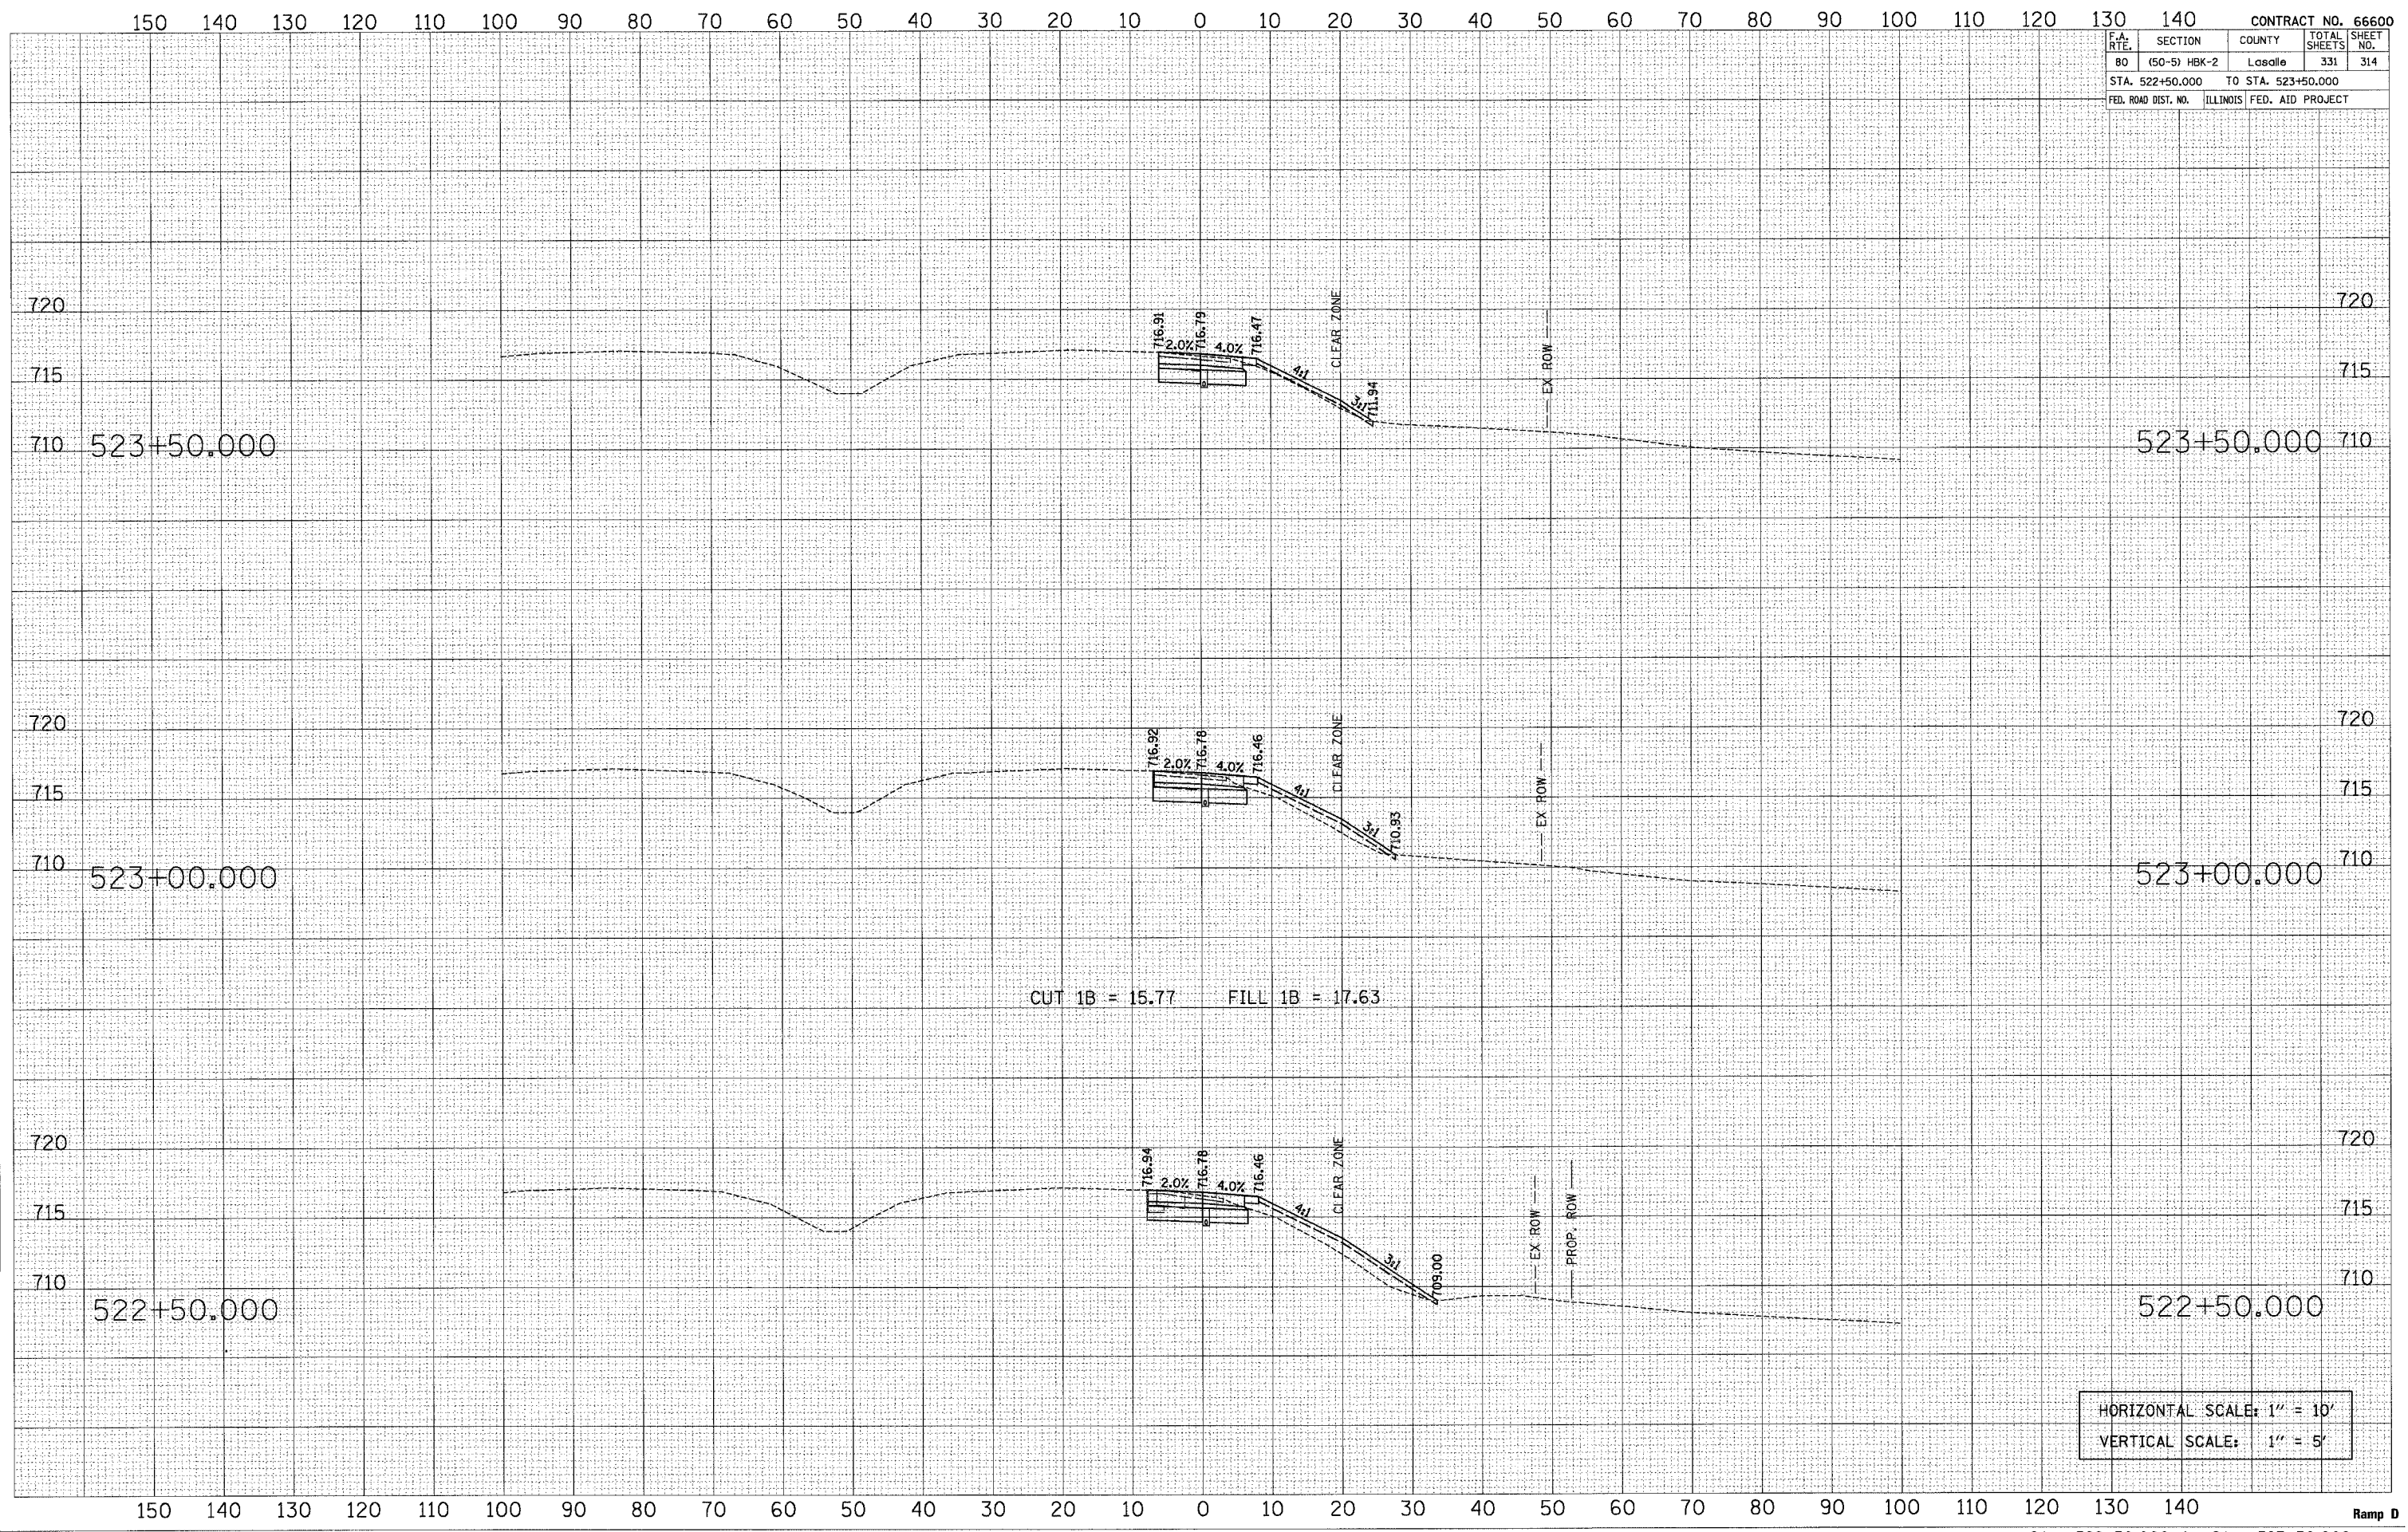 150 140 130 120 110 100 90 80 70 60 50 40 30 20 10 0 10 20 30 40 50 60 70 80 90 100 110 120 130 140
CONTRACT NO. 66600
F.A. RTE. SECTION COUNTY TOTAL SHEETS SHEET NO.
80 (50-5) HBK-2 Lasalle 331 314
STA. 522+50.000 TO STA. 523+50.000
FED. ROAD DIST. NO. ILLINOIS FED. AID PROJECT
720 720
716.91 716.79 716.47 CLEAR ZONE
2.0% 4.0%
4:1 3:1 711.94
EX ROW
715 715
710 523+50.000 523+50.000 710
720 720
716.92 716.78 716.46 CLEAR ZONE
2.0% 4.0%
4:1 3:1 710.93
EX ROW
715 715
710 710
523+00.000 523+00.000
CUT 1B = 15.77 FILL 1B = 17.63
720 720
716.94 716.78 716.46 CLEAR ZONE
2.0% 4.0%
4:1 3:1 709.00
EX ROW PROP. ROW
715 715
710 710
522+50.000 522+50.000
HORIZONTAL SCALE: 1" = 10'
VERTICAL SCALE: 1" = 5'
150 140 130 120 110 100 90 80 70 60 50 40 30 20 10 0 10 20 30 40 50 60 70 80 90 100 110 120 130 140
Ramp D